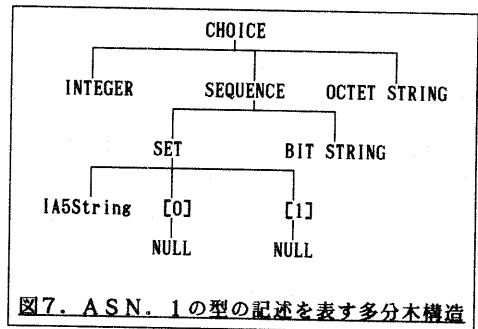 CHOICE
INTEGER SEQUENCE OCTET STRING
SET BIT STRING
IA5String [0] [1]
NULL NULL
図7. ASN. 1の型の記述を表す多分木構造